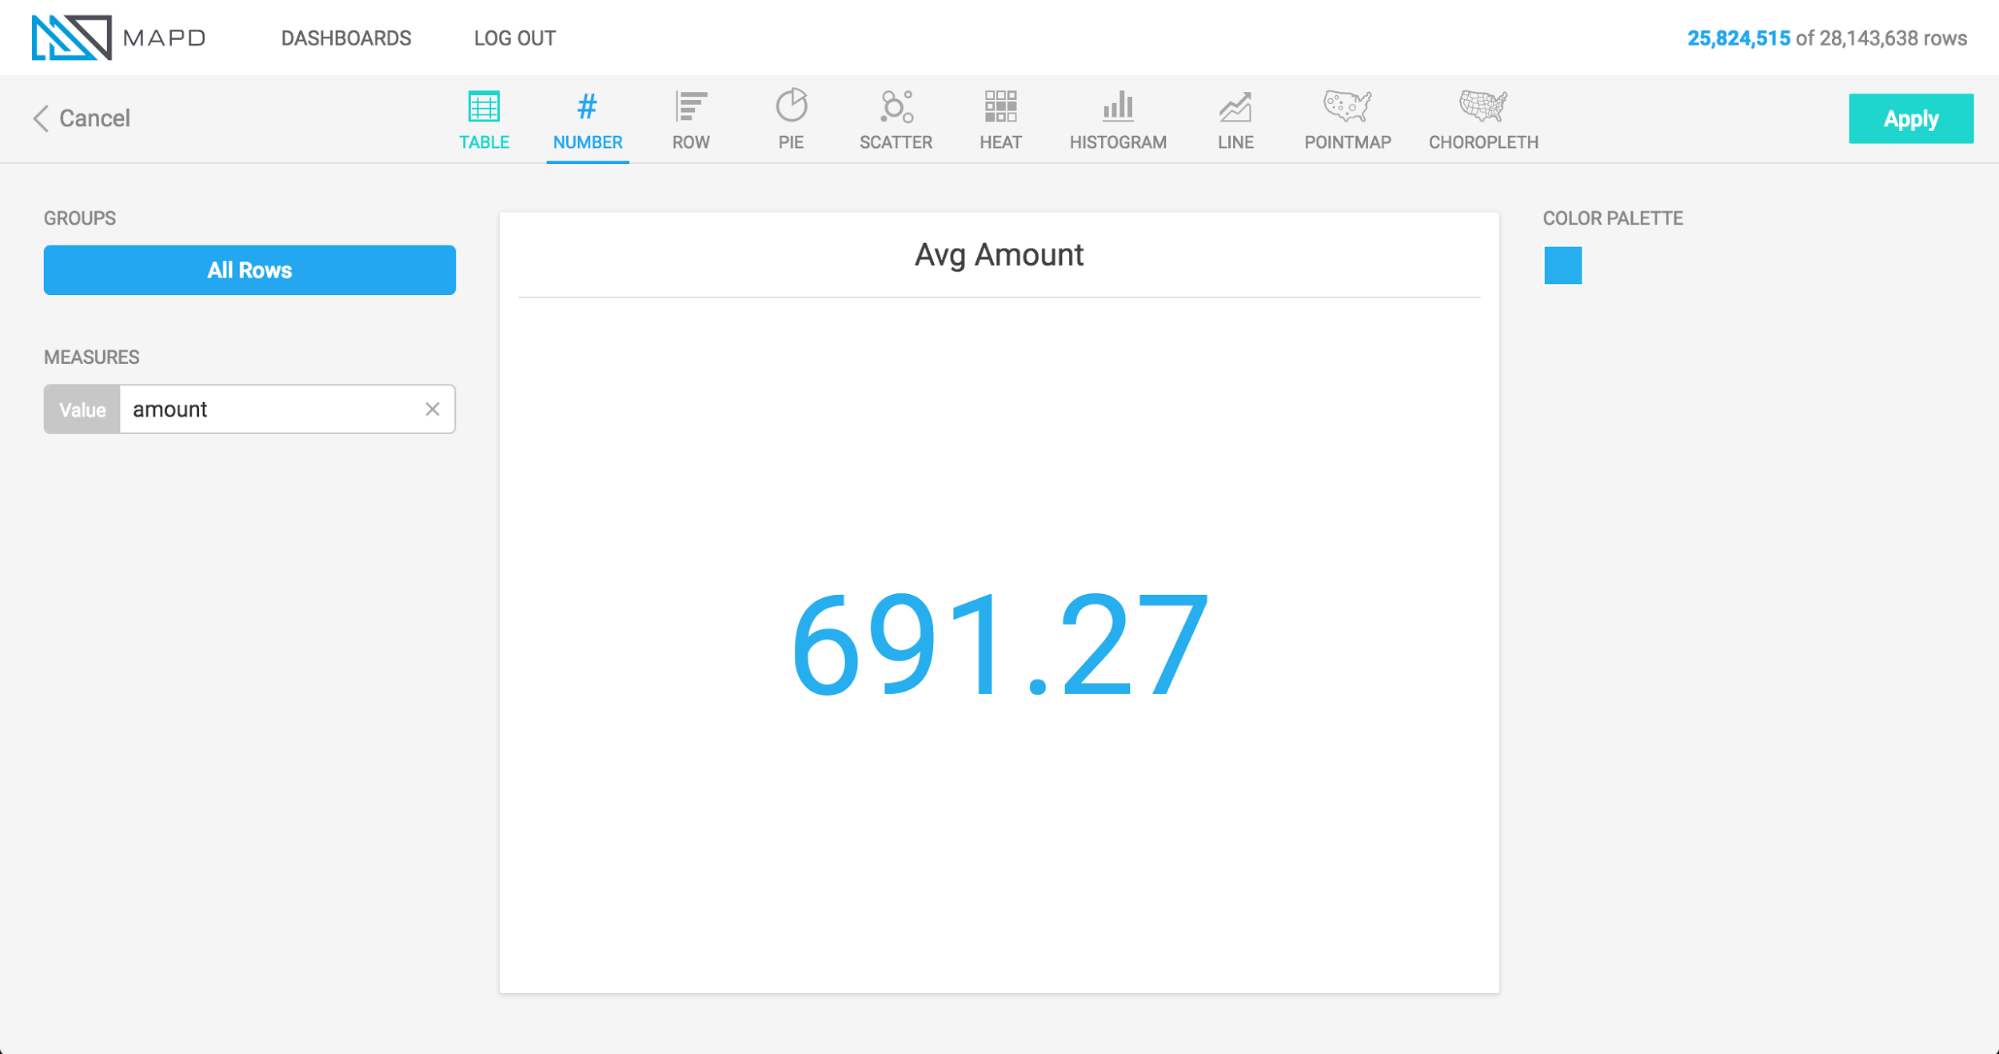 MAPD
DASHBOARDS
LOG OUT
25,824,515 of 28,143,638 rows
Cancel
TABLE
#
NUMBER
ROW
PIE
SCATTER
HEAT
HISTOGRAM
LINE
POINTMAP
CHOROPLETH
Apply
GROUPS
All Rows
MEASURES
Value amount
Avg Amount
691.27
COLOR PALETTE